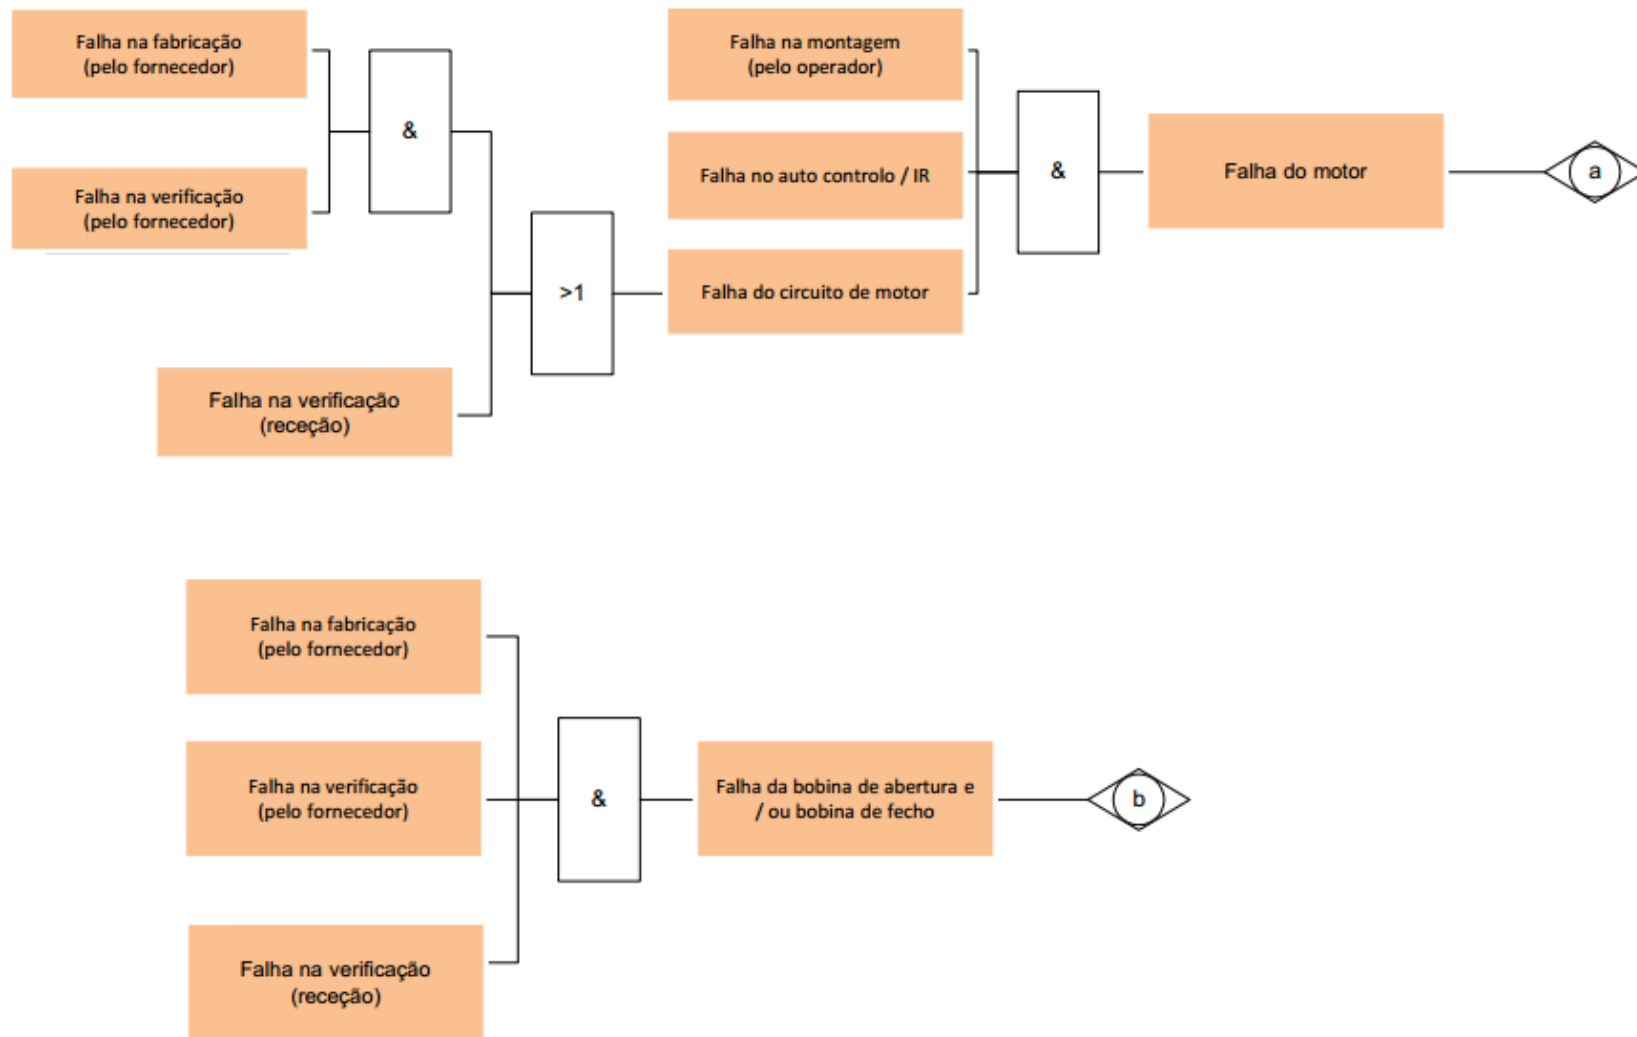 Falha na fabricação
(pelo fornecedor)
&
Falha na verificação
(pelo fornecedor)
>1
Falha na verificação
(receção)
Falha na montagem
(pelo operador)
Falha no auto controlo / IR
Falha do circuito de motor
&
Falha do motor
a
Falha na fabricação
(pelo fornecedor)
Falha na verificação
(pelo fornecedor)
Falha na verificação
(receção)
&
Falha da bobina de abertura e
/ ou bobina de fecho
b